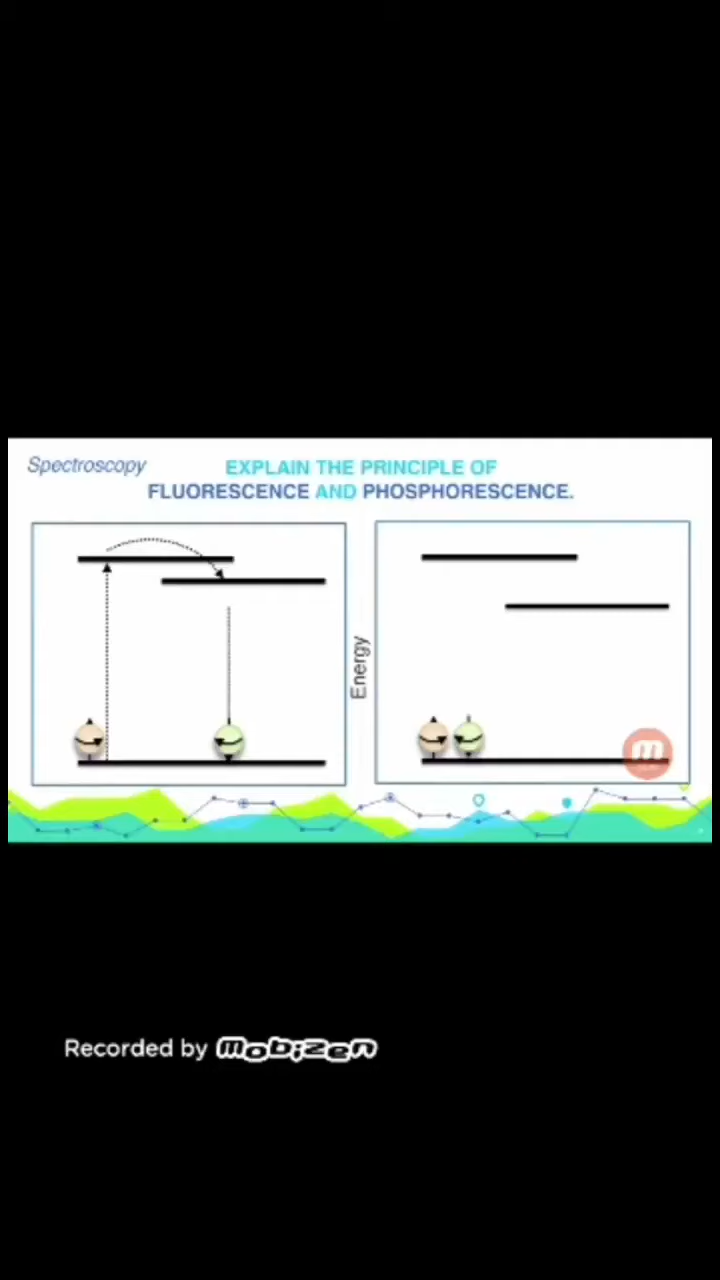 Spectroscopy
EXPLAIN THE PRINCIPLE OF
FLUORESCENCE AND PHOSPHORESCENCE.
Energy
Recorded by mobizen